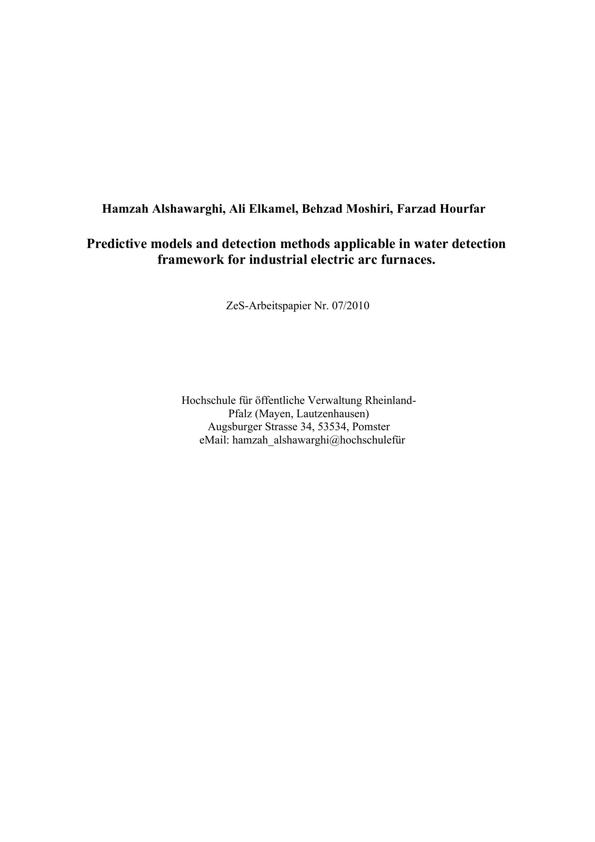 Hamzah Alshawarghi, Ali Elkamel, Behzad Moshiri, Farzad Hourfar
Predictive models and detection methods applicable in water detection
framework for industrial electric arc furnaces.
ZeS-Arbeitspapier Nr. 07/2010
Hochschule für öffentliche Verwaltung Rheinland-
Pfalz (Mayen, Lautzenhausen)
Augsburger Strasse 34, 53534, Pomster
eMail: hamzah_alshawarghi@hochschulefür